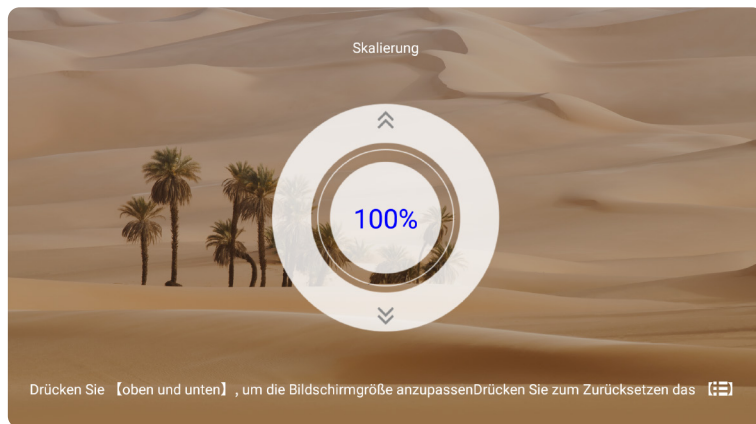 Skalierung
100%
Drücken Sie 【oben und unten】, um die Bildschirmgröße anzupassenDrücken Sie zum Zurücksetzen das